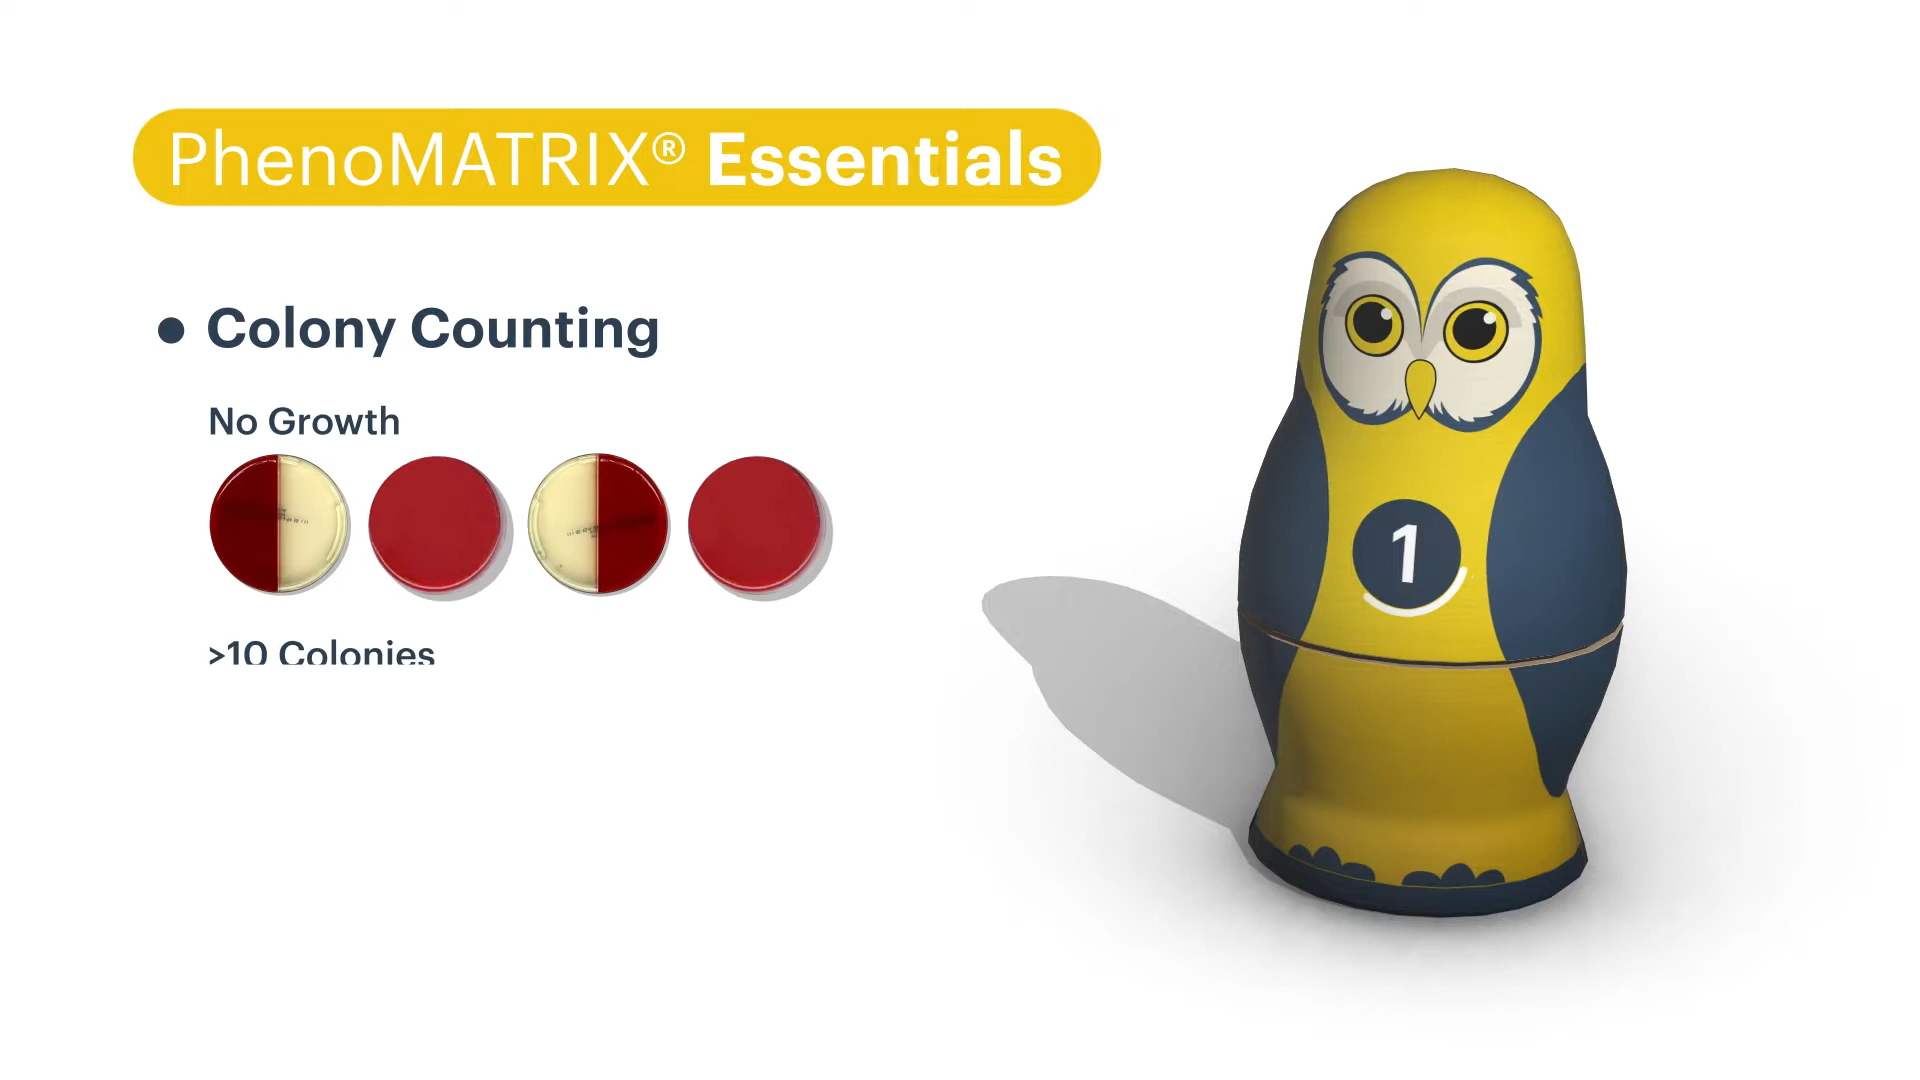 PhenoMATRIX® Essentials
• Colony Counting
No Growth
>10 Colonies
1